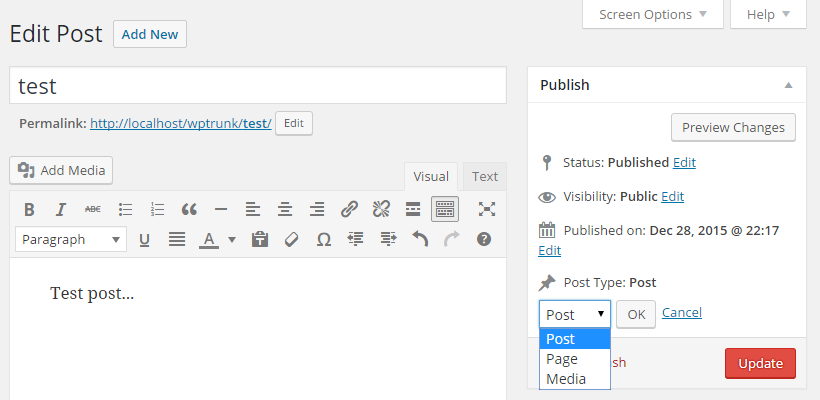 Screen Options Help
Edit Post Add New
test
Permalink: http://localhost/wptrunk/test/ Edit
Add Media
Visual Text
B I ABC
Paragraph U A Ω
Test post...
Publish
Preview Changes
Status: Published Edit
Visibility: Public Edit
Published on: Dec 28, 2015 @ 22:17
Edit
Post Type: Post
Post OK Cancel
Post
Page
Media
Update